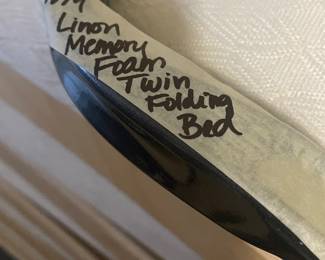 Linon
Memory
Foam
Twin
Folding
Bed